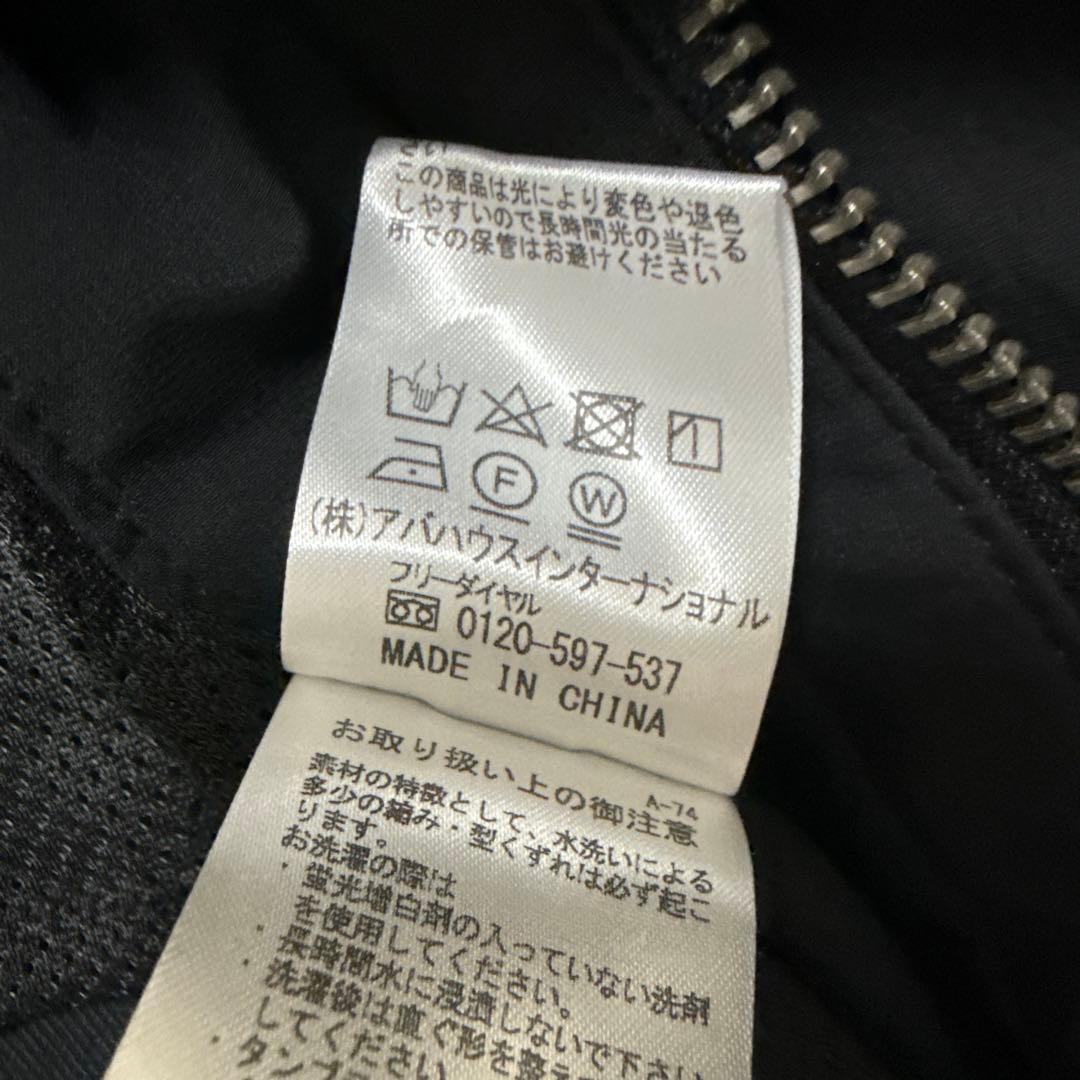 さい
この商品は光により変色や退色
しやすいので長時間光の当たる
所での保管はお避けください
F
W
(株)アバハウスインターナショナル
フリーダイヤル
0120-597-537
MADE IN CHINA
A-74
お取り扱い上の御注意
素材の特徴として、水洗いによる
多少の縮み・型くずれは必ず起こ
ります。
お洗濯の際は
・蛍光増白剤の入っていない洗剤
を使用してください。
・長時間水に浸漬しないで下さい
・洗濯後は直ぐ形を整え
してください
・タンブ